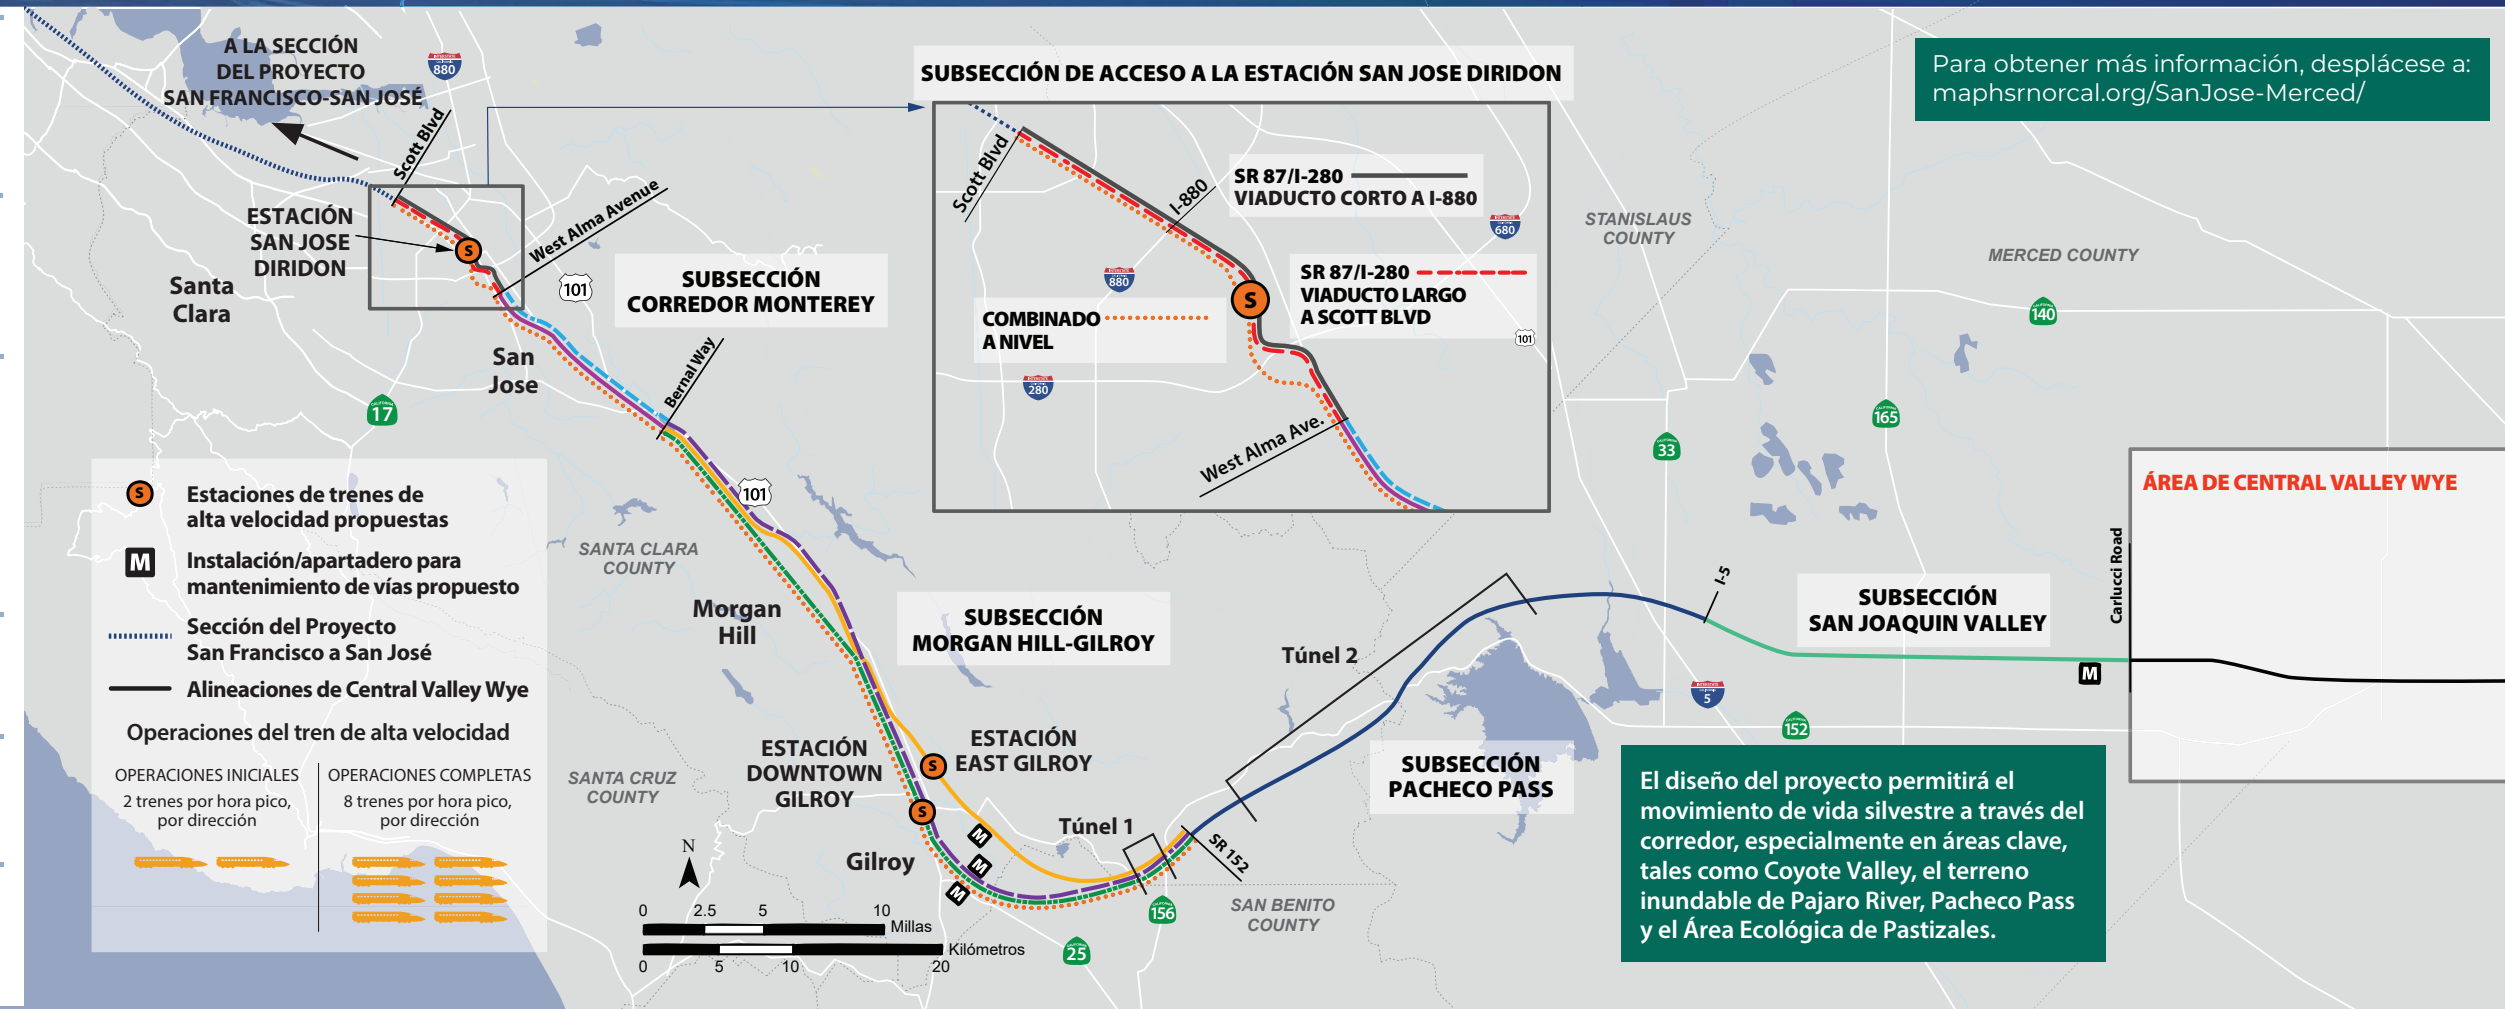 A LA SECCIÓN
DEL PROYECTO
SAN FRANCISCO-SAN JOSÉ
INTERSTATE
CALIFORNIA
880
Scott Blvd
ESTACIÓN
SAN JOSE
DIRIDON
West Alma Avenue
Santa
Clara
101
SUBSECCIÓN
CORREDOR MONTEREY
San
Jose
Bernal Way
CALIFORNIA
17
SUBSECCIÓN DE ACCESO A LA ESTACIÓN SAN JOSE DIRIDON
Scott Blvd
I-880
SR 87/I-280
VIADUCTO CORTO A I-880
680
880
S
SR 87/I-280
VIADUCTO LARGO
A SCOTT BLVD
COMBINADO
A NIVEL
101
280
West Alma Ave.
Para obtener más información, desplácese a:
maphsrnorcal.org/SanJose-Merced/
STANISLAUS
COUNTY
MERCED COUNTY
CALIFORNIA
140
CALIFORNIA
165
CALIFORNIA
33
ÁREA DE CENTRAL VALLEY WYE
Carlucci Road
S
Estaciones de trenes de
alta velocidad propuestas
M
Instalación/apartadero para
mantenimiento de vías propuesto
Sección del Proyecto
San Francisco a San José
Alineaciones de Central Valley Wye
Operaciones del tren de alta velocidad
OPERACIONES INICIALES
2 trenes por hora pico,
por dirección
OPERACIONES COMPLETAS
8 trenes por hora pico,
por dirección
S
101
SANTA CLARA
COUNTY
Morgan
Hill
SUBSECCIÓN
MORGAN HILL-GILROY
SANTA CRUZ
COUNTY
ESTACIÓN
DOWNTOWN
GILROY
S
ESTACIÓN
EAST GILROY
S
Gilroy
M
M
M
Túnel 1
SR 152
CALIFORNIA
156
CALIFORNIA
25
SAN BENITO
COUNTY
N
0 2.5 5 10
Millas
Kilómetros
0 5 10 20
Túnel 2
SUBSECCIÓN
PACHECO PASS
I-5
INTERSTATE
CALIFORNIA
5
SUBSECCIÓN
SAN JOAQUIN VALLEY
M
CALIFORNIA
152
El diseño del proyecto permitirá el
movimiento de vida silvestre a través del
corredor, especialmente en áreas clave,
tales como Coyote Valley, el terreno
inundable de Pajaro River, Pacheco Pass
y el Área Ecológica de Pastizales.